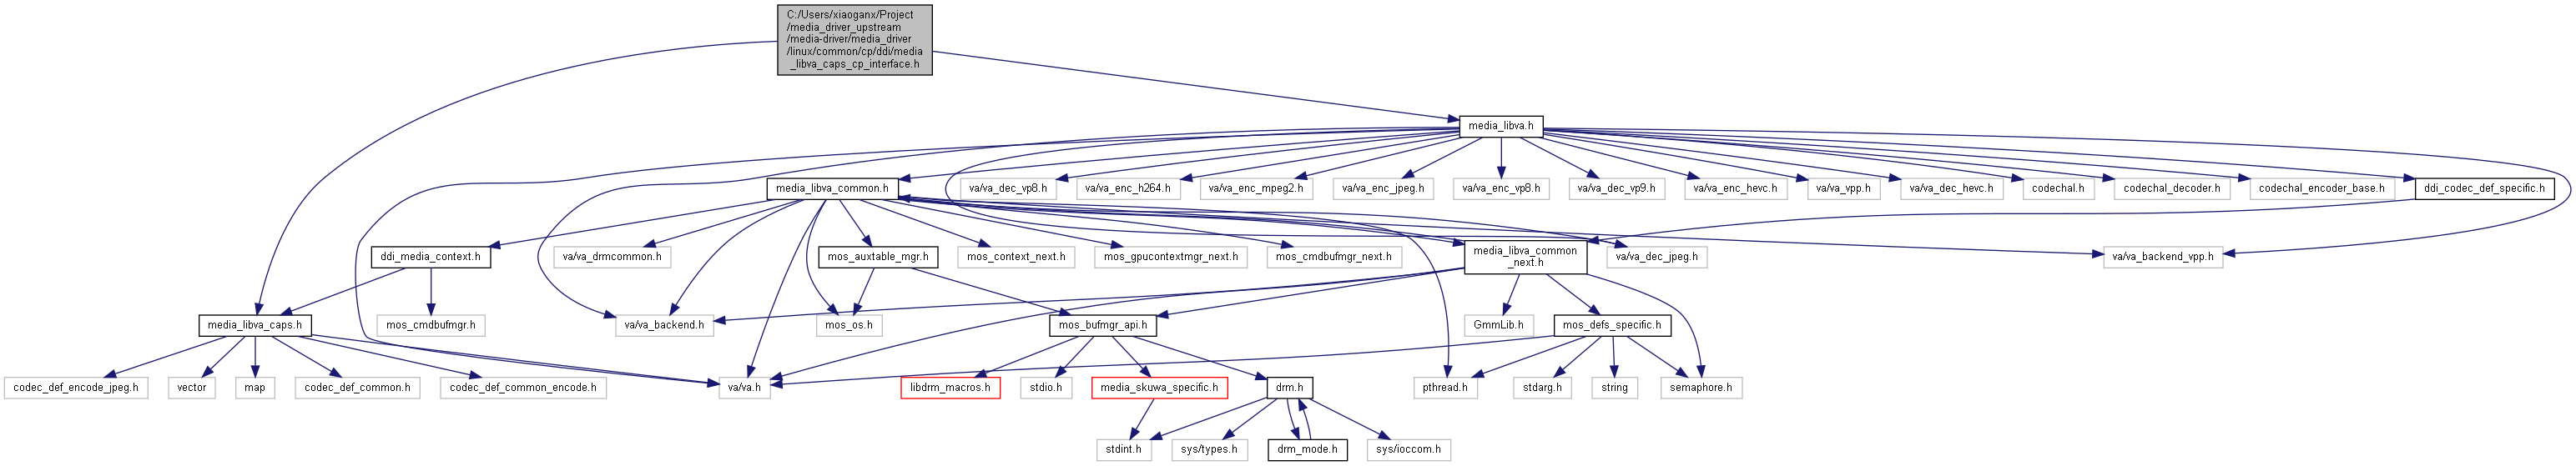 C:/Users/xiaoganx/Project
/media_driver_upstream
/media-driver/media_driver
/linux/common/cp/ddi/media
_libva_caps_cp_interface.h
media_libva.h
media_libva_common.h
va/va_dec_vp8.h
va/va_enc_h264.h
va/va_enc_mpeg2.h
va/va_enc_jpeg.h
va/va_enc_vp8.h
va/va_dec_vp9.h
va/va_enc_hevc.h
va/va_vpp.h
va/va_dec_hevc.h
codechal.h
codechal_decoder.h
codechal_encoder_base.h
ddi_codec_def_specific.h
ddi_media_context.h
va/va_drmcommon.h
mos_auxtable_mgr.h
mos_context_next.h
mos_gpucontextmgr_next.h
mos_cmdbufmgr_next.h
media_libva_common
_next.h
va/va_dec_jpeg.h
va/va_backend_vpp.h
media_libva_caps.h
mos_cmdbufmgr.h
va/va_backend.h
mos_os.h
mos_bufmgr_api.h
GmmLib.h
mos_defs_specific.h
codec_def_encode_jpeg.h
vector
map
codec_def_common.h
codec_def_common_encode.h
va/va.h
libdrm_macros.h
stdio.h
media_skuwa_specific.h
drm.h
pthread.h
stdarg.h
string
semaphore.h
stdint.h
sys/types.h
drm_mode.h
sys/ioccom.h